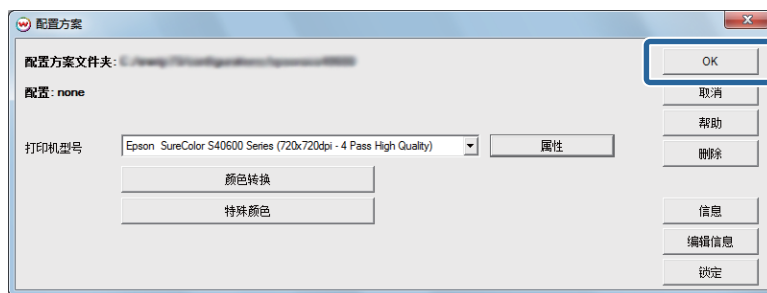 配置方案
配置方案文件夹:
OK
配置: none
取消
帮助
打印机型号
Epson SureColor S40600 Series (720x720dpi - 4 Pass High Quality)
属性
删除
颜色转换
特殊颜色
信息
编辑信息
锁定